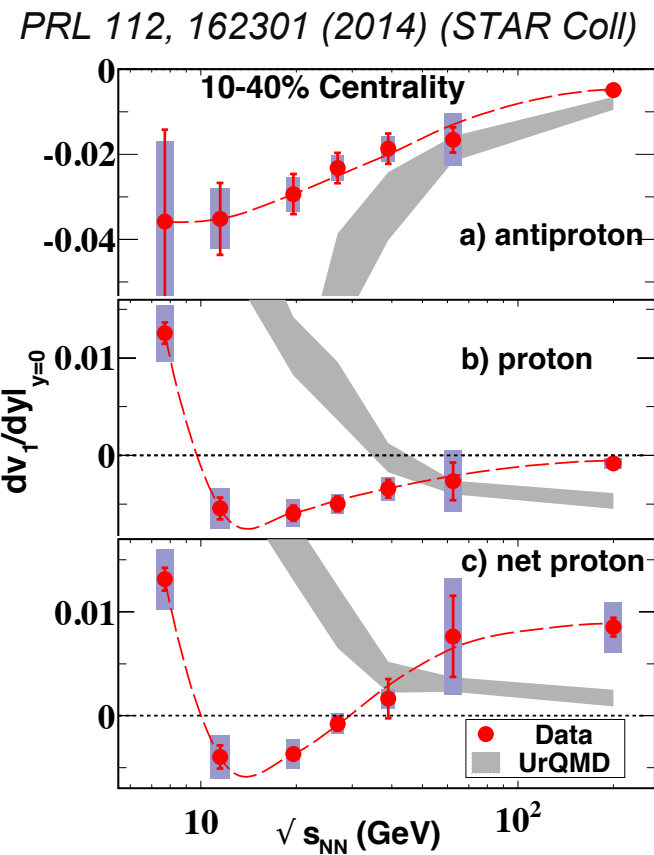 PRL 112, 162301 (2014) (STAR Coll)
0
10-40% Centrality
-0.02
-0.04
a) antiproton
0.01
b) proton
0
dv₁/dy|y=0
c) net proton
0.01
0
Data
UrQMD
10
10²
√ sNN (GeV)